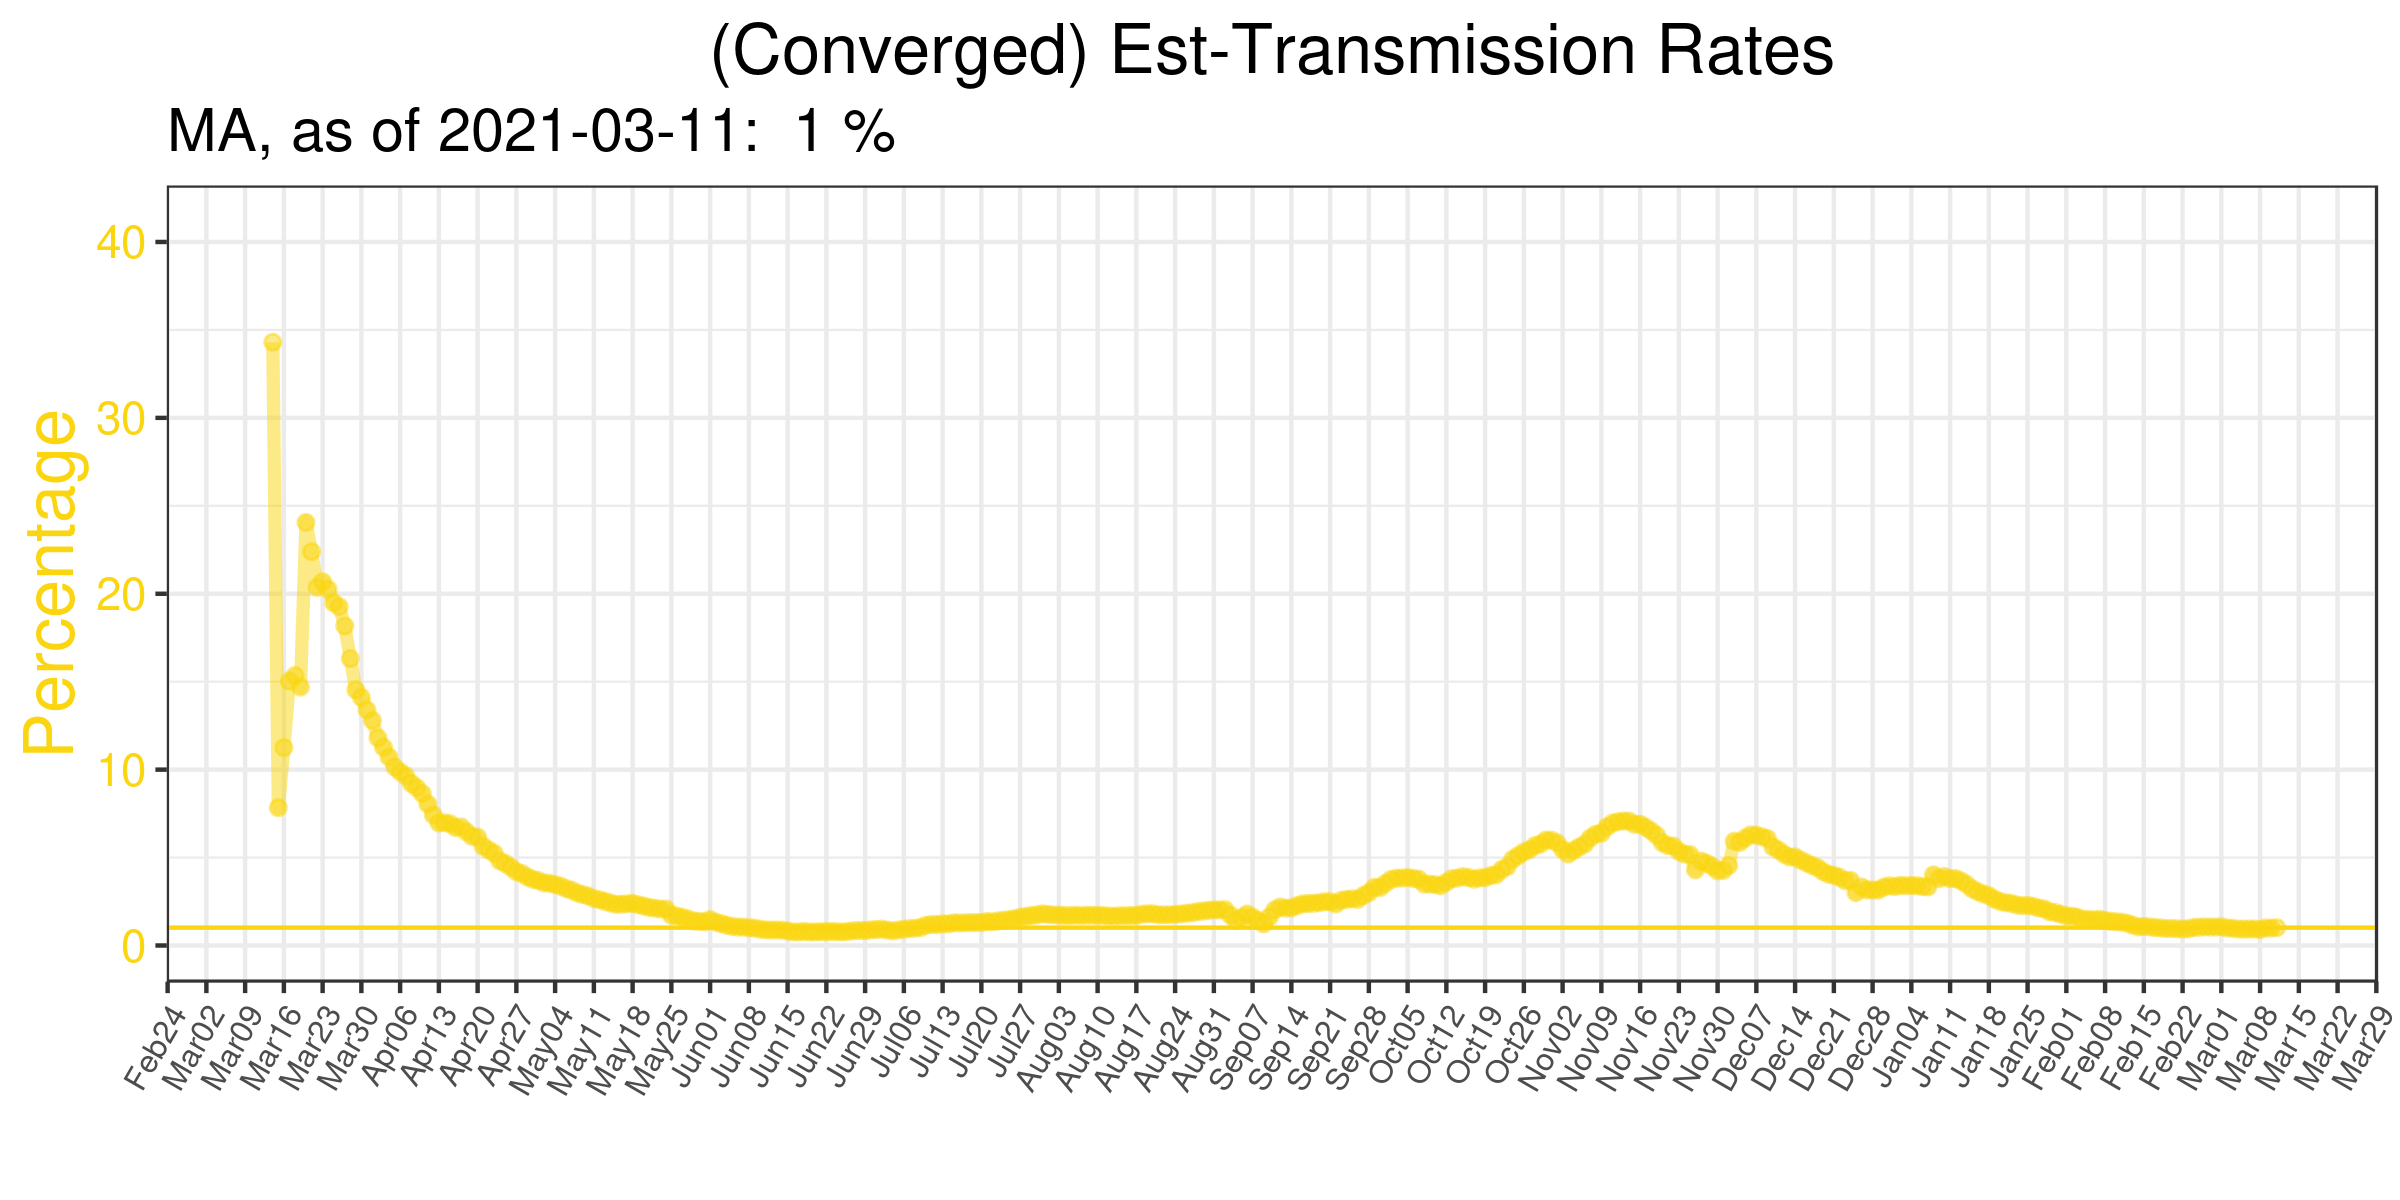 (Converged) Est-Transmission Rates
MA, as of 2021-03-11:  1 %
Percentage
40
30
20
10
0
Feb24
Mar02
Mar09
Mar16
Mar23
Mar30
Apr06
Apr13
Apr20
Apr27
May04
May11
May18
May25
Jun01
Jun08
Jun15
Jun22
Jun29
Jul06
Jul13
Jul20
Jul27
Aug03
Aug10
Aug17
Aug24
Aug31
Sep07
Sep14
Sep21
Sep28
Oct05
Oct12
Oct19
Oct26
Nov02
Nov09
Nov16
Nov23
Nov30
Dec07
Dec14
Dec21
Dec28
Jan04
Jan11
Jan18
Jan25
Feb01
Feb08
Feb15
Feb22
Mar01
Mar08
Mar15
Mar22
Mar29